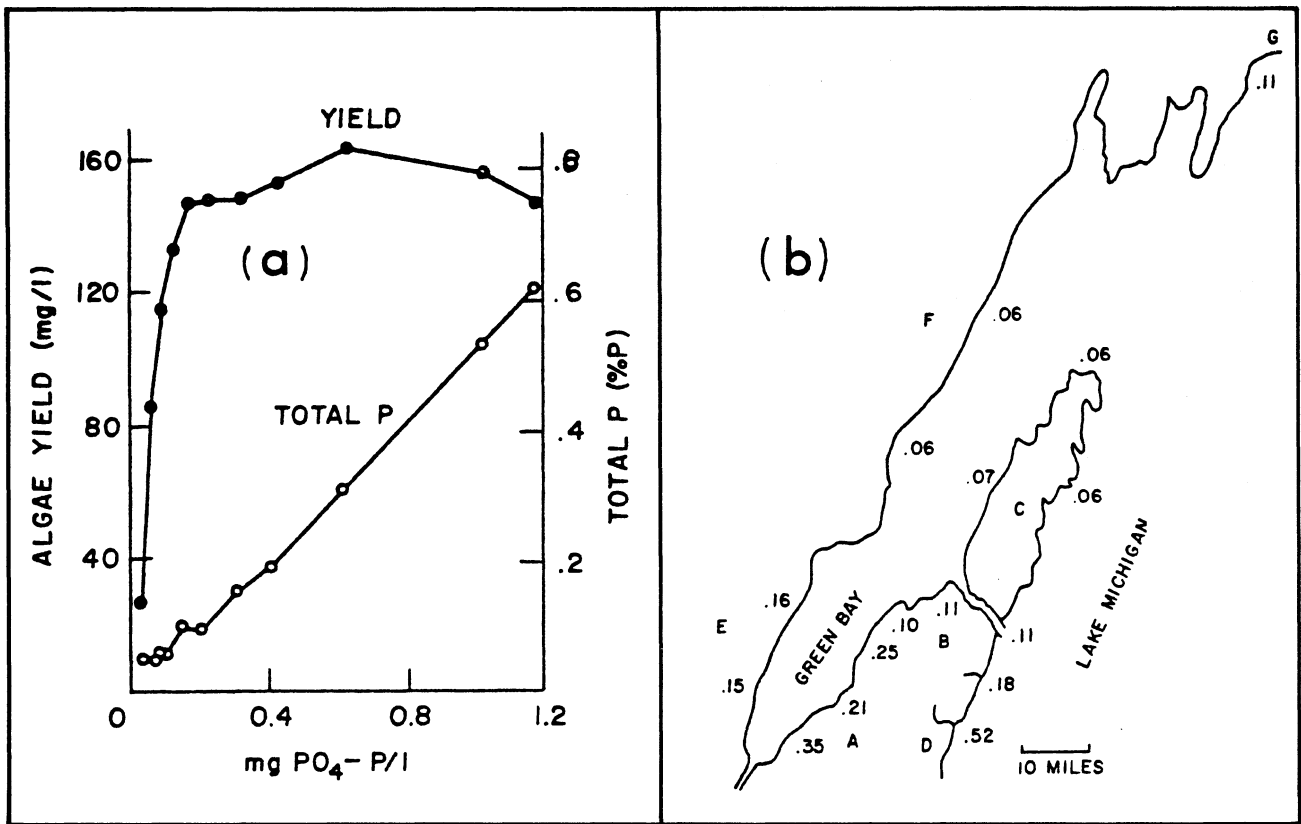 YIELD
160
120
80
40
ALGAE YIELD (mg/l)
(a)
TOTAL P
.8
.6
.4
.2
TOTAL P (%P)
0
0.4
0.8
1.2
mg PO4-P/l
(b)
G
.11
F
.06
.06
.06
.07
C
.06
.16
E
GREEN BAY
.10
.11
B
.11
LAKE MICHIGAN
.25
.15
.18
.21
.35
A
D
.52
10 MILES